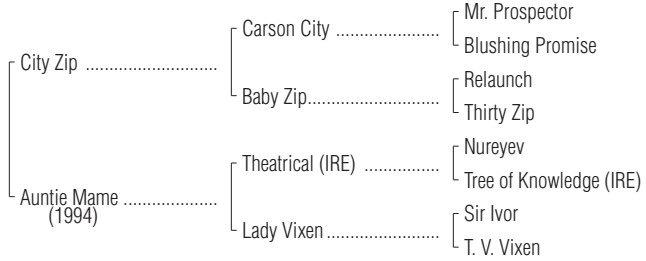 Mr. Prospector
Carson City ....................
Blushing Promise
City Zip .........................
Relaunch
Baby Zip.........................
Thirty Zip
Nureyev
Theatrical (IRE) ...............
Tree of Knowledge (IRE)
Auntie Mame ..................
(1994)
Sir Ivor
Lady Vixen ......................
T. V. Vixen